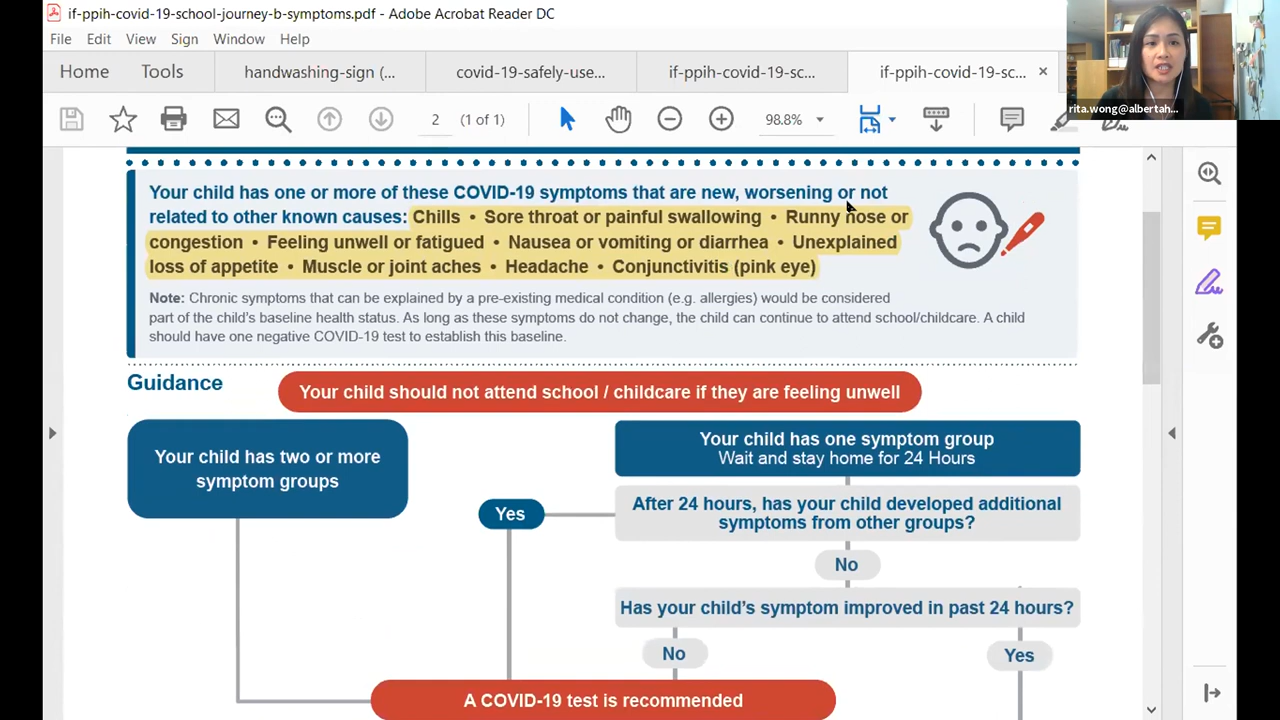 if-ppih-covid-19-school-journey-b-symptoms.pdf - Adobe Acrobat Reader DC
File Edit View Sign Window Help
Home Tools handwashing-sign (... covid-19-safely-use... if-ppih-covid-19-sc... if-ppih-covid-19-sc... ×
rita.wong@albertah...
2 (1 of 1) 98.8%
Your child has one or more of these COVID-19 symptoms that are new, worsening or not
related to other known causes: Chills • Sore throat or painful swallowing • Runny nose or
congestion • Feeling unwell or fatigued • Nausea or vomiting or diarrhea • Unexplained
loss of appetite • Muscle or joint aches • Headache • Conjunctivitis (pink eye)
Note: Chronic symptoms that can be explained by a pre-existing medical condition (e.g. allergies) would be considered
part of the child's baseline health status. As long as these symptoms do not change, the child can continue to attend school/childcare. A child
should have one negative COVID-19 test to establish this baseline.
Guidance
Your child should not attend school / childcare if they are feeling unwell
Your child has two or more
symptom groups
Your child has one symptom group
Wait and stay home for 24 Hours
After 24 hours, has your child developed additional
symptoms from other groups?
Yes
No
Has your child's symptom improved in past 24 hours?
No
Yes
A COVID-19 test is recommended